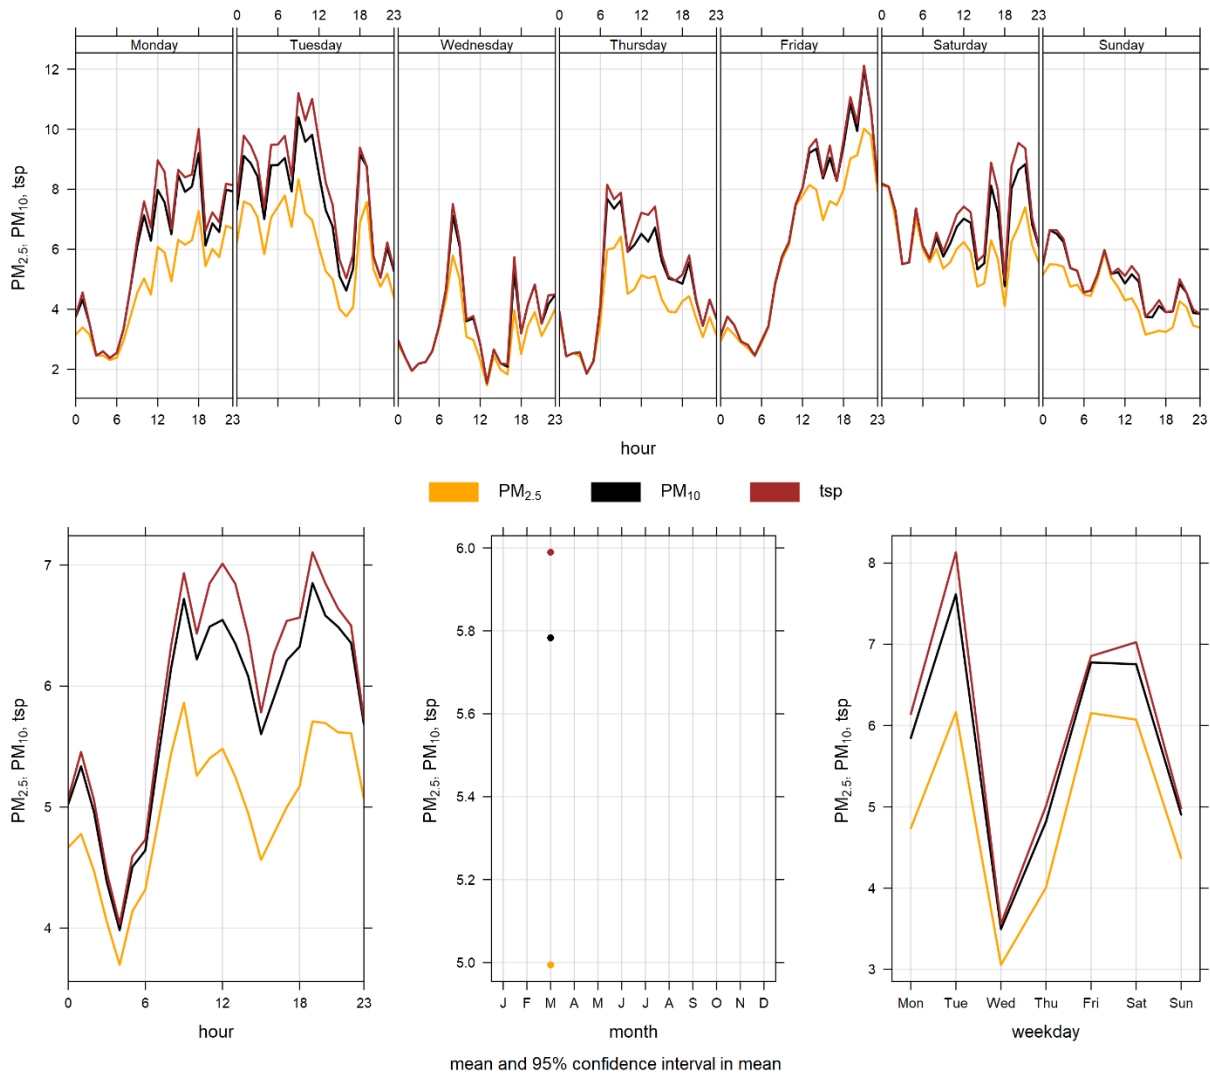 0 6 12 18 23 0 6 12 18 23 0 6 12 18 23
Monday Tuesday Wednesday Thursday Friday Saturday Sunday
12
10
8
6
4
2
PM2.5, PM10, tsp
0 6 12 18 23 0 6 12 18 23 0 6 12 18 23 0 6 12 18 23
hour
PM2.5 PM10 tsp
7
6
5
4
PM2.5, PM10, tsp
0 6 12 18 23
hour
6.0
5.8
5.6
5.4
5.2
5.0
PM2.5, PM10, tsp
J F M A M J J A S O N D
month
8
7
6
5
4
3
PM2.5, PM10, tsp
Mon Tue Wed Thu Fri Sat Sun
weekday
mean and 95% confidence interval in mean